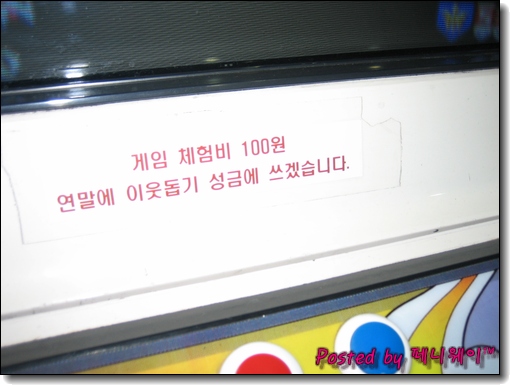 게임 체험비 100원
연말에 이웃돕기 성금에 쓰겠습니다.
Posted by 페니웨이™